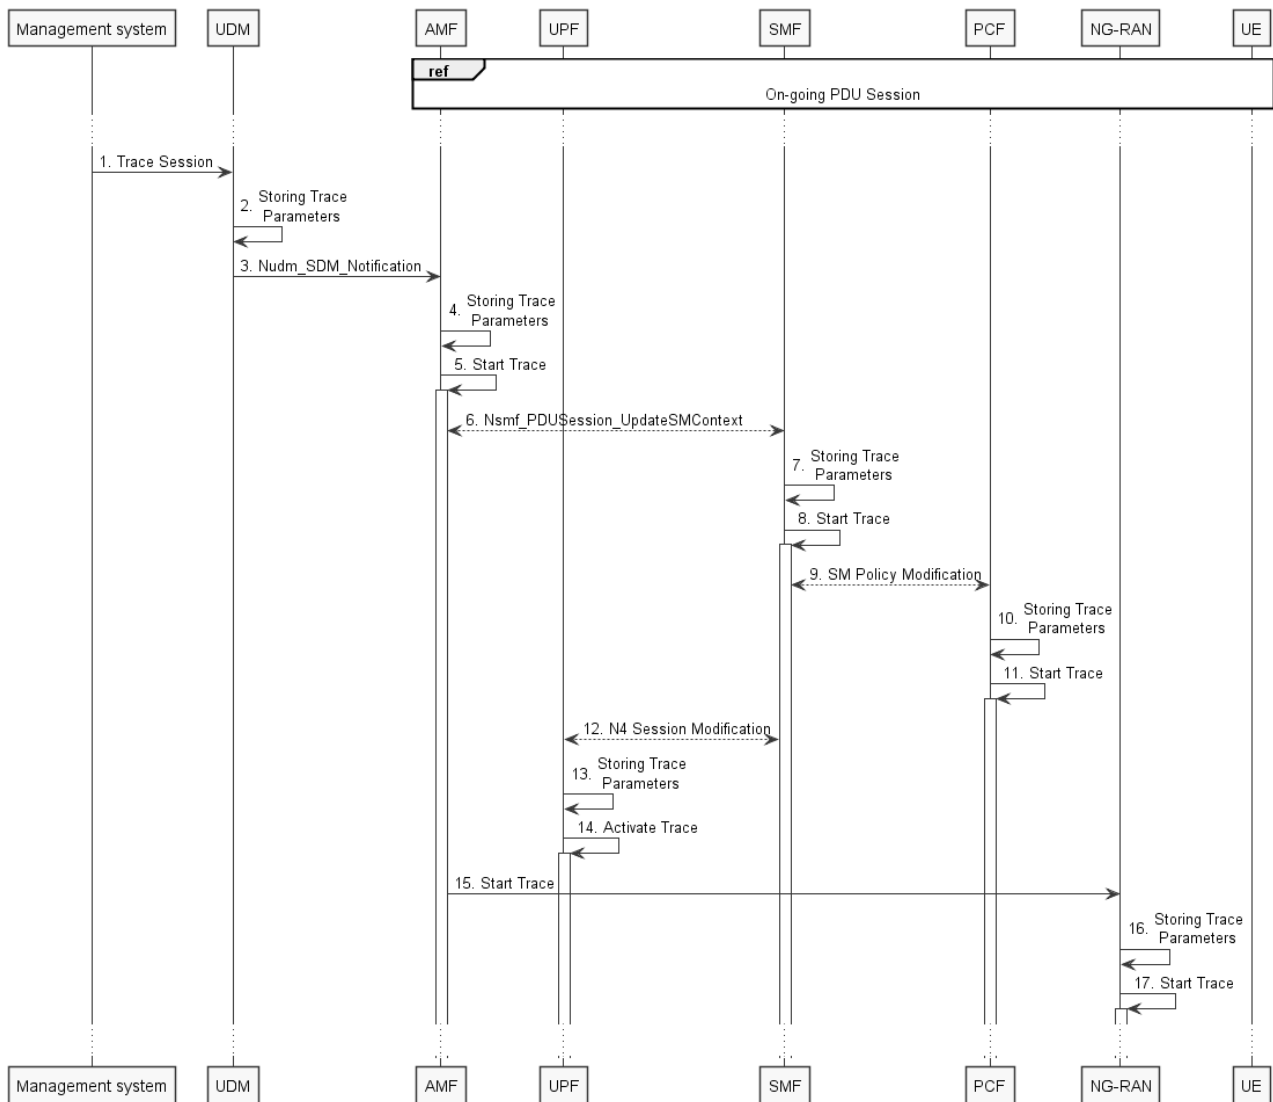 Management system
UDM
AMF
UPF
SMF
PCF
NG-RAN
UE
ref
On-going PDU Session
1. Trace Session
2. Storing Trace
Parameters
3. Nudm_SDM_Notification
4. Storing Trace
Parameters
5. Start Trace
6. Nsmf_PDUSession_UpdateSMContext
7. Storing Trace
Parameters
8. Start Trace
9. SM Policy Modification
10. Storing Trace
Parameters
11. Start Trace
12. N4 Session Modification
13. Storing Trace
Parameters
14. Activate Trace
15. Start Trace
16. Storing Trace
Parameters
17. Start Trace
Management system
UDM
AMF
UPF
SMF
PCF
NG-RAN
UE